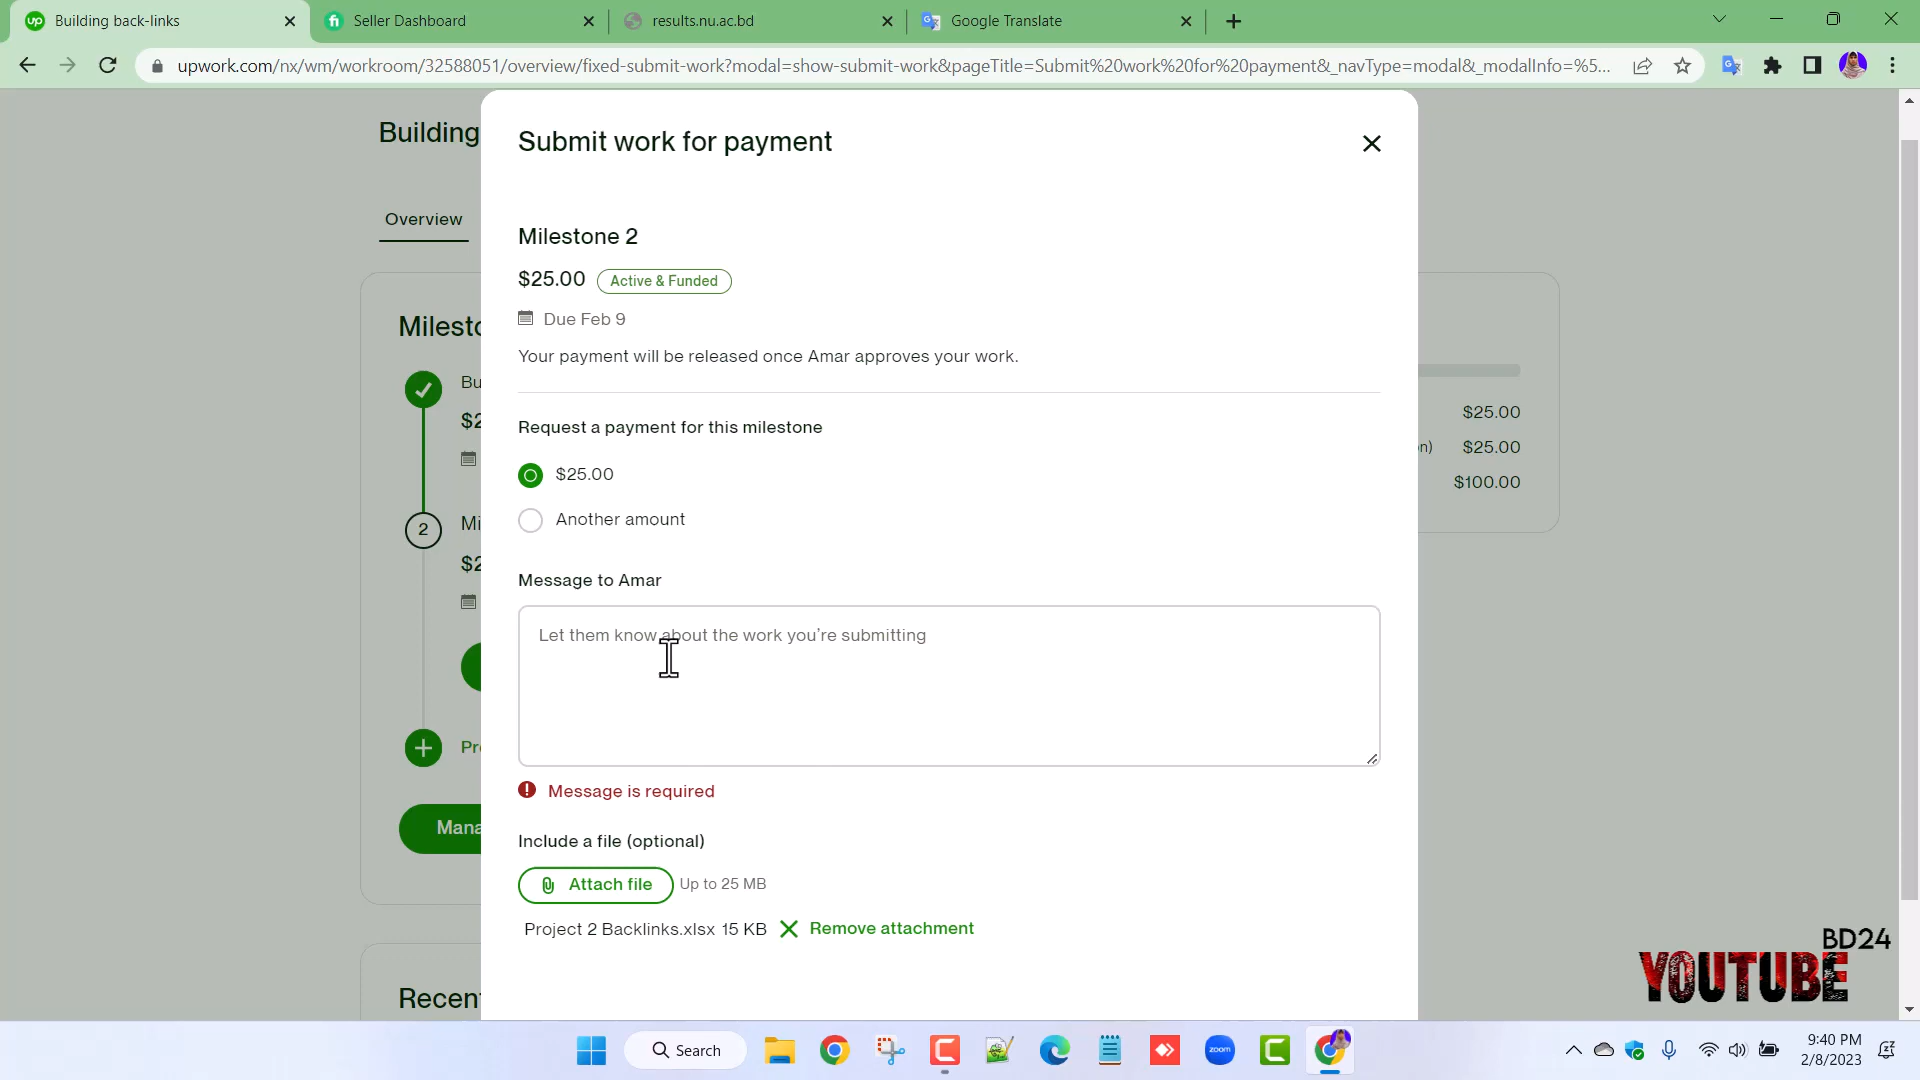 Building back-links
Seller Dashboard
results.nu.ac.bd
Google Translate
upwork.com/nx/wm/workroom/32588051/overview/fixed-submit-work?modal=show-submit-work&pageTitle=Submit%20work%20for%20payment&_navType=modal&_modalInfo=%5...
Building
Submit work for payment
Overview
Milestone 2
$25.00 Active & Funded
Due Feb 9
Your payment will be released once Amar approves your work.
Milesto
Bu
$2
2
Mi
$2
Pr
Mana
Recen
Request a payment for this milestone
$25.00
Another amount
$25.00
on) $25.00
$100.00
Message to Amar
Let them know about the work you're submitting
Message is required
Include a file (optional)
Attach file Up to 25 MB
Project 2 Backlinks.xlsx 15 KB Remove attachment
BD24
YOUTUBE
Search
zoom
9:40 PM
2/8/2023